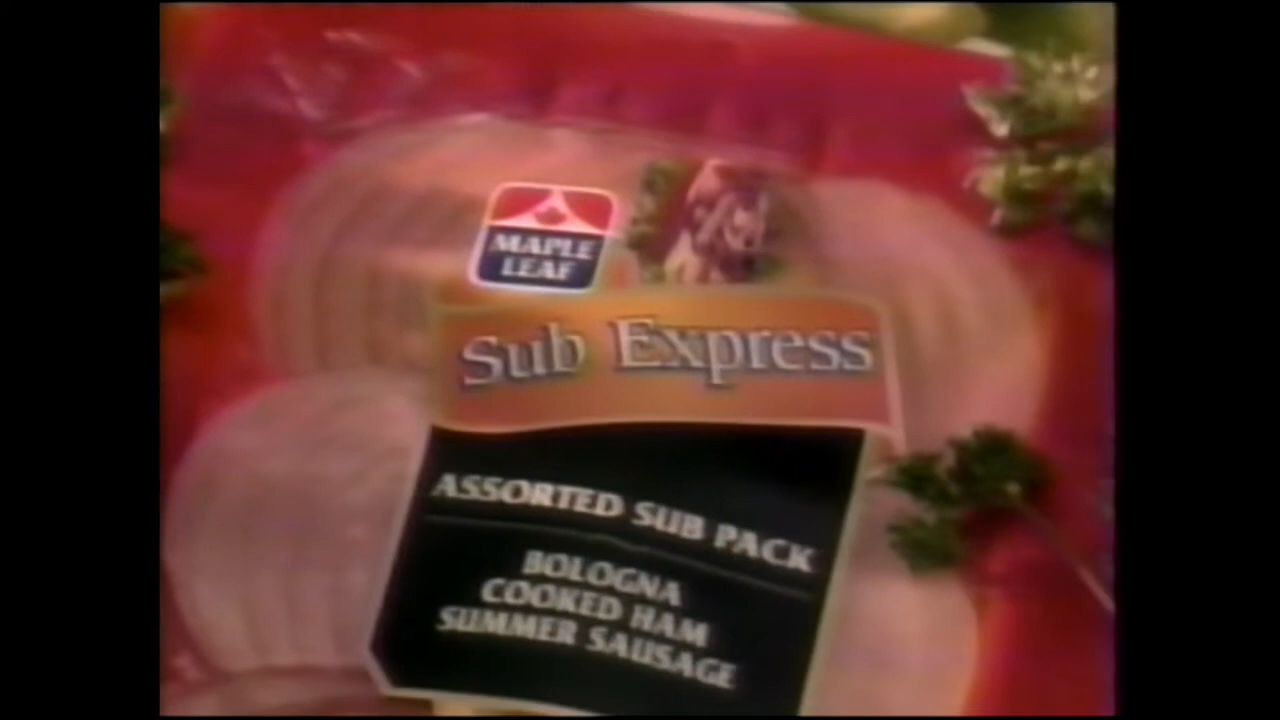 MAPLE
LEAF
Sub Express
ASSORTED SUB PACK
BOLOGNA
COOKED HAM
SUMMER SAUSAGE